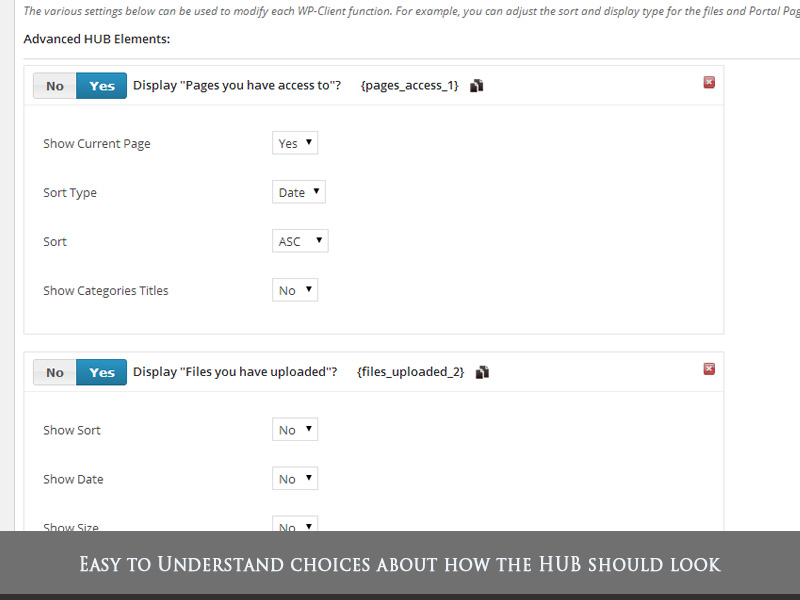 The various settings below can be used to modify each WP-Client function. For example, you can adjust the sort and display type for the files and Portal
Advanced HUB Elements:
No Yes Display "Pages you have access to"? {pages_access_1}
Show Current Page Yes
Sort Type Date
Sort ASC
Show Categories Titles No
No Yes Display "Files you have uploaded"? {files_uploaded_2}
Show Sort No
Show Date No
Show Size No
Easy to Understand choices about how the HUB should look